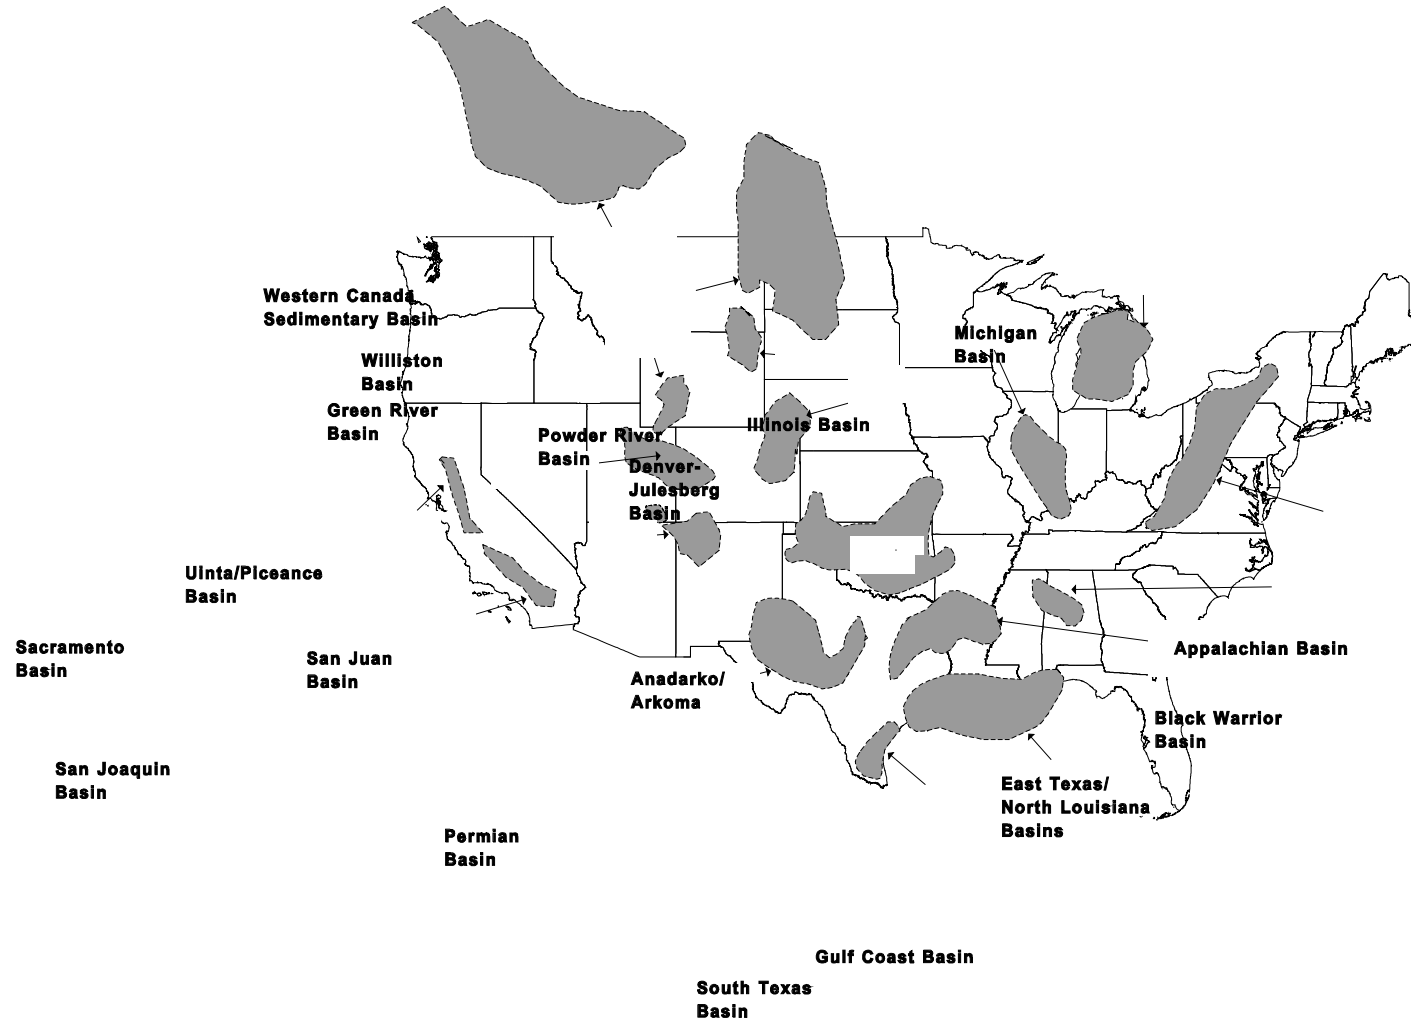 Western Canada
Sedimentary Basin
Williston
Basin
Green River
Basin
Michigan
Basin
Powder River
Basin
Illinois Basin
Denver-
Julesberg
Basin
Uinta/Piceance
Basin
Sacramento
Basin
San Juan
Basin
Anadarko/
Arkoma
Appalachian Basin
Black Warrior
Basin
San Joaquin
Basin
East Texas/
North Louisiana
Basins
Permian
Basin
Gulf Coast Basin
South Texas
Basin